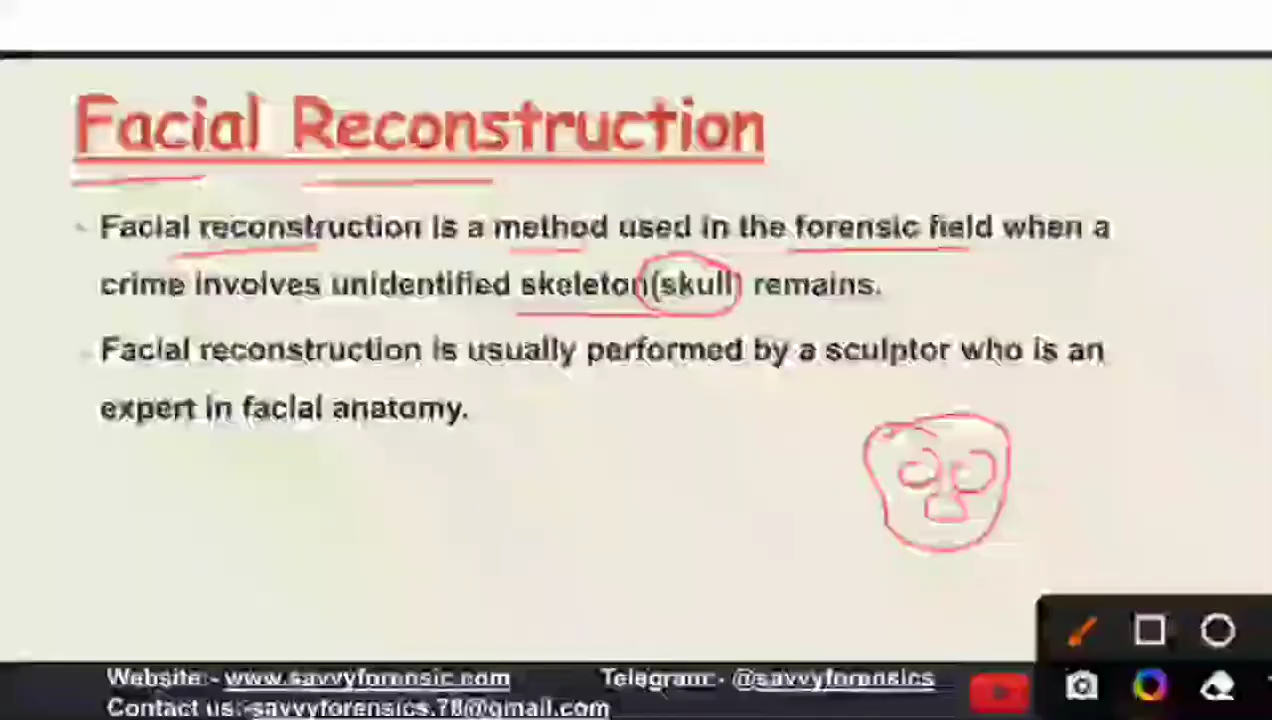 Facial Reconstruction
Facial reconstruction is a method used in the forensic field when a
crime involves unidentified skeleton(skull) remains.
Facial reconstruction is usually performed by a sculptor who is an
expert in facial anatomy.
Website:- www.savvyforensic.com
Telegram:- @savvyforensics
Contact us:-savvyforensics.78@gmail.com